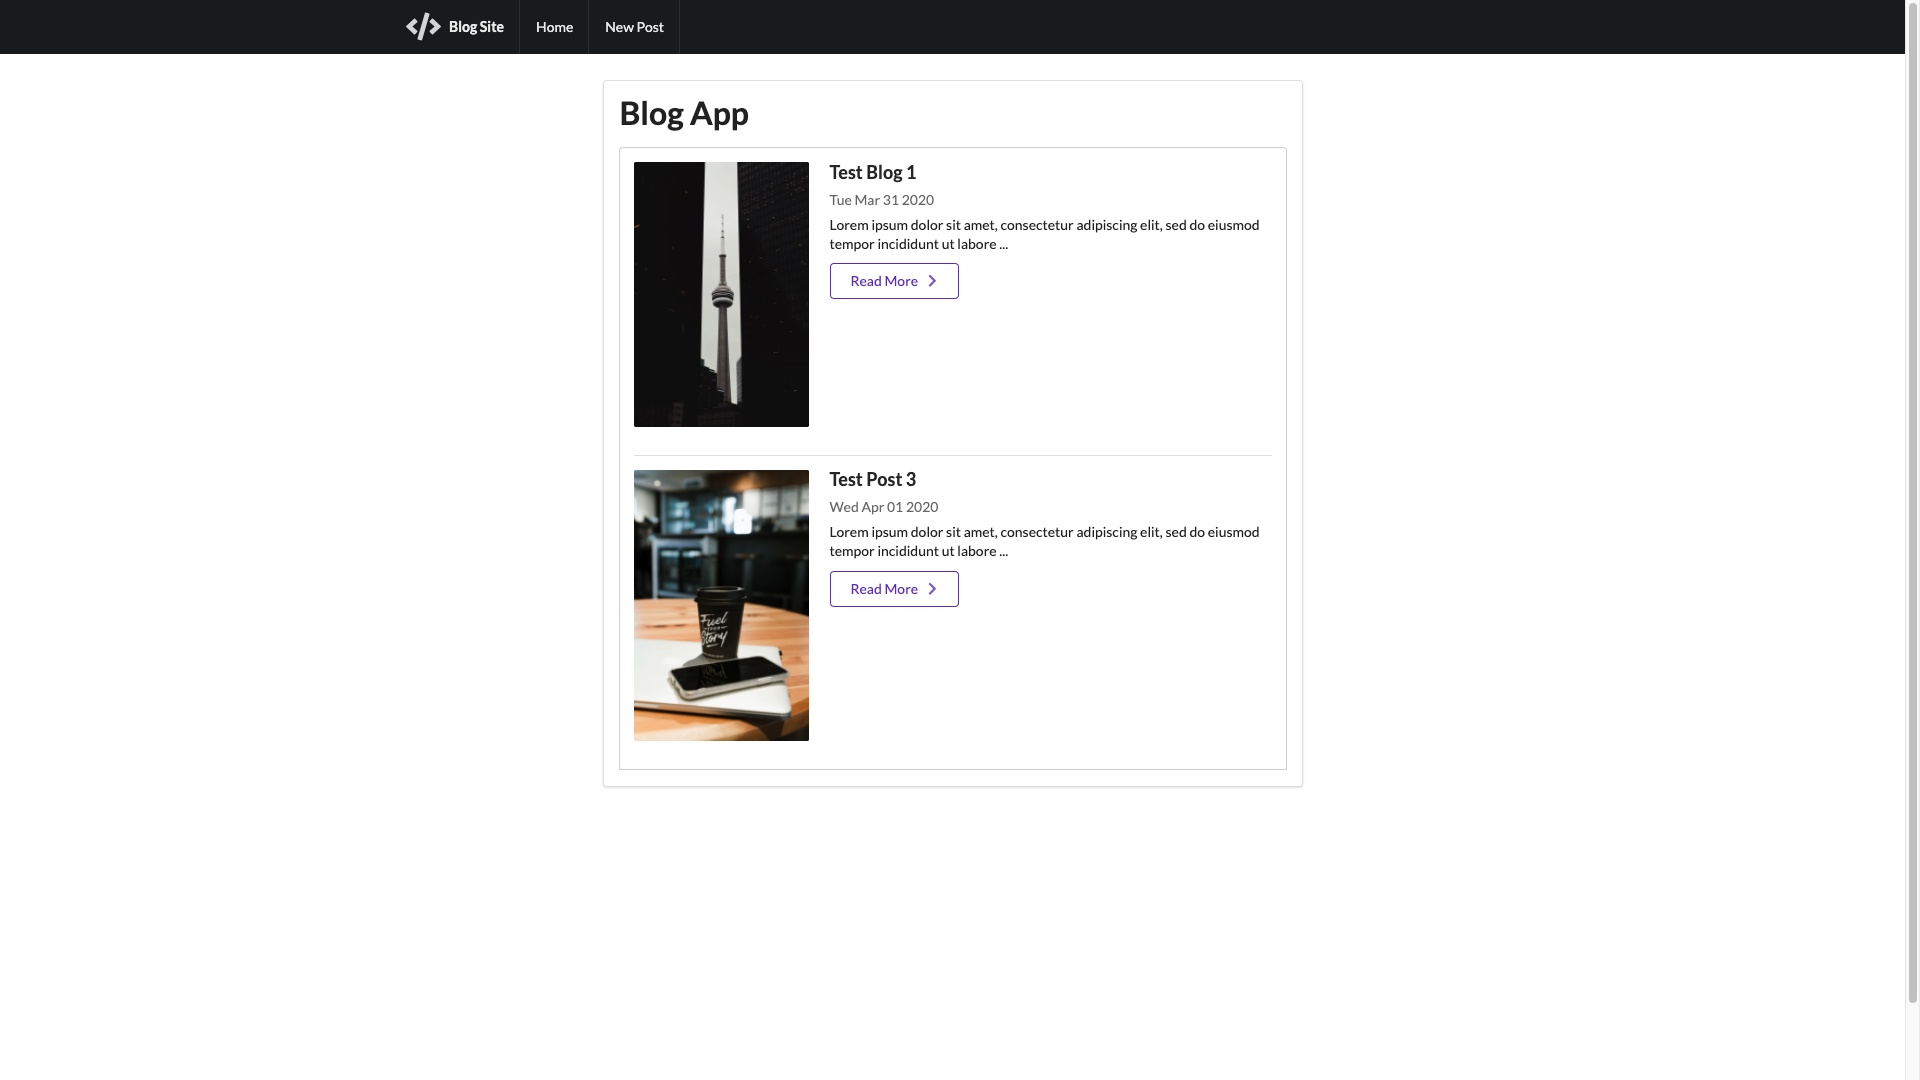 Blog Site
Home
New Post
Blog App
Test Blog 1
Tue Mar 31 2020
Lorem ipsum dolor sit amet, consectetur adipiscing elit, sed do eiusmod
tempor incididunt ut labore ...
Read More
Test Post 3
Wed Apr 01 2020
Lorem ipsum dolor sit amet, consectetur adipiscing elit, sed do eiusmod
tempor incididunt ut labore ...
Read More
Fuel
Story